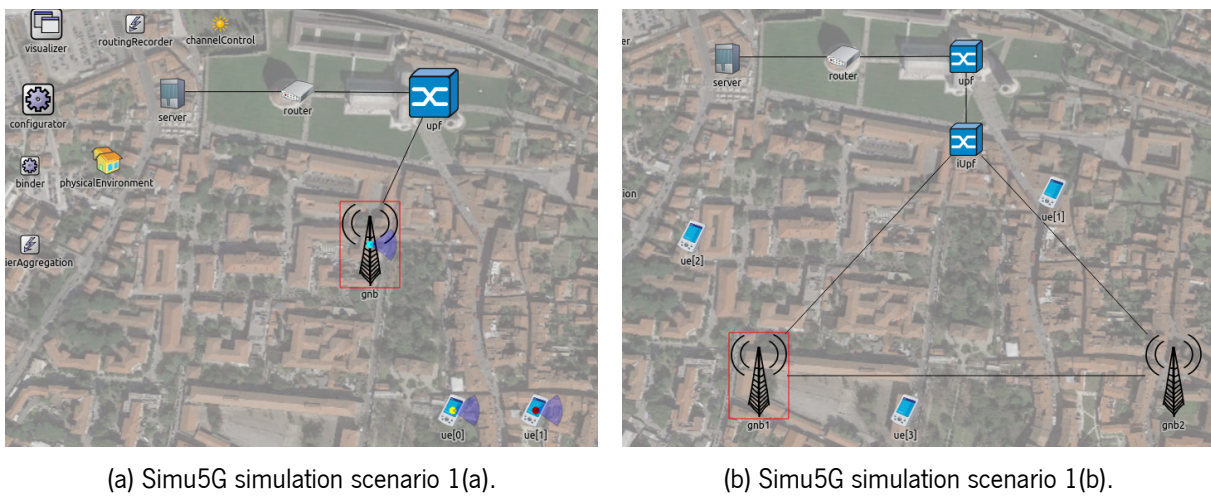 visualizer
routingRecorder
channelControl
configurator
server
router
upf
binder
physicalEnvironment
ierAggregation
gnb
ue[0]
ue[1]
er
server
router
upf
iUpf
ion
ue[1]
ue[2]
gnb1
ue[3]
gnb2
(a) Simu5G simulation scenario 1(a).
(b) Simu5G simulation scenario 1(b).